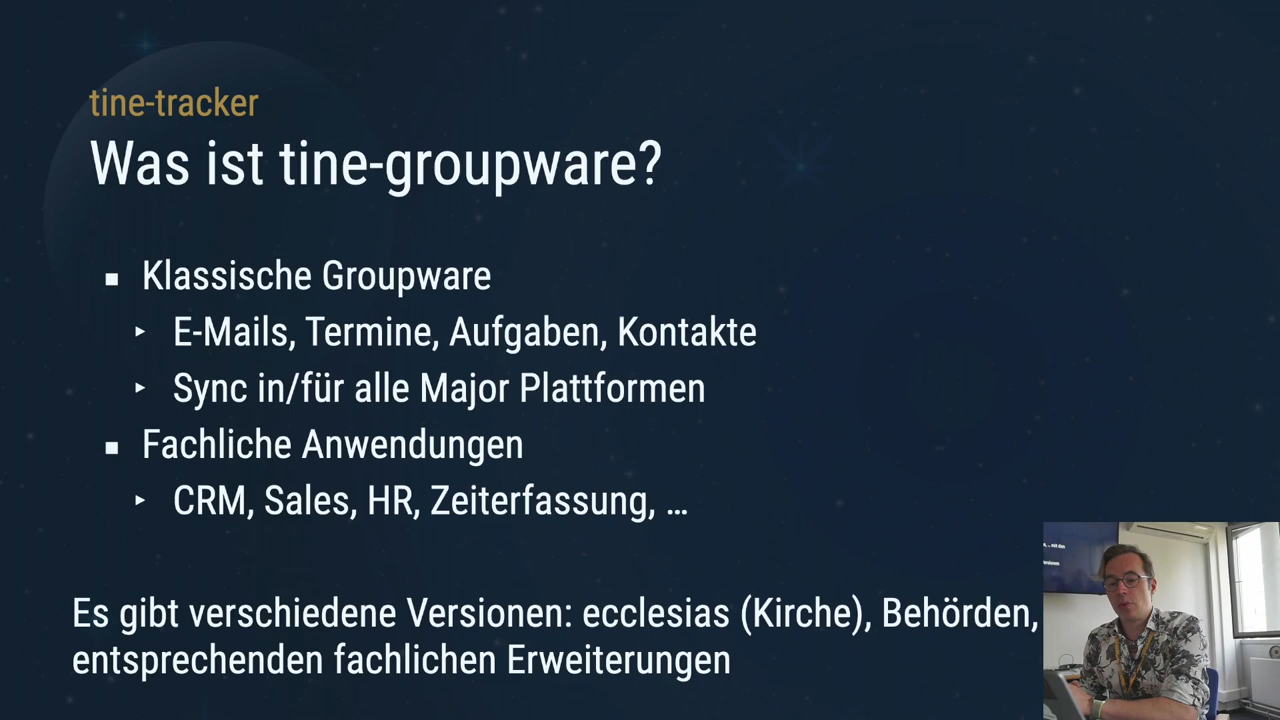 tine-tracker
Was ist tine-groupware?
Klassische Groupware
E-Mails, Termine, Aufgaben, Kontakte
Sync in/für alle Major Plattformen
Fachliche Anwendungen
CRM, Sales, HR, Zeiterfassung, ...
Es gibt verschiedene Versionen: ecclesias (Kirche), Behörden,
entsprechenden fachlichen Erweiterungen